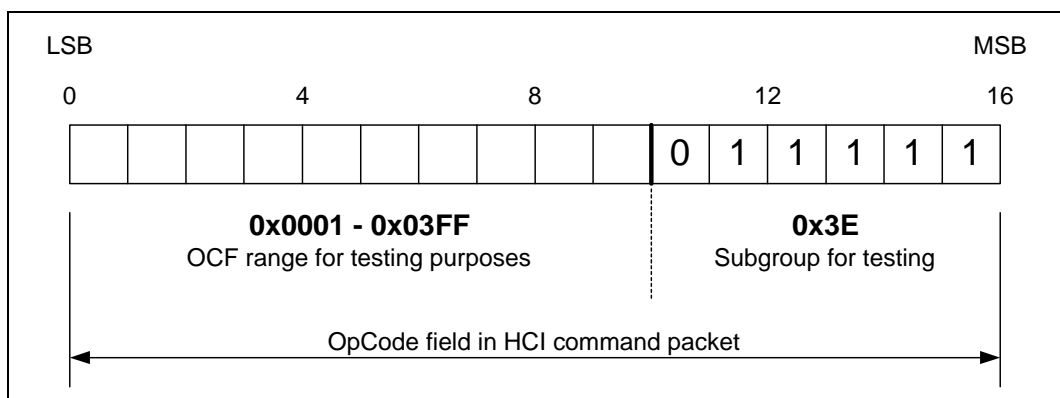 LSB MSB
0 4 8 12 16
0 1 1 1 1 1
0x0001 - 0x03FF 0x3E
OCF range for testing purposes Subgroup for testing
OpCode field in HCI command packet